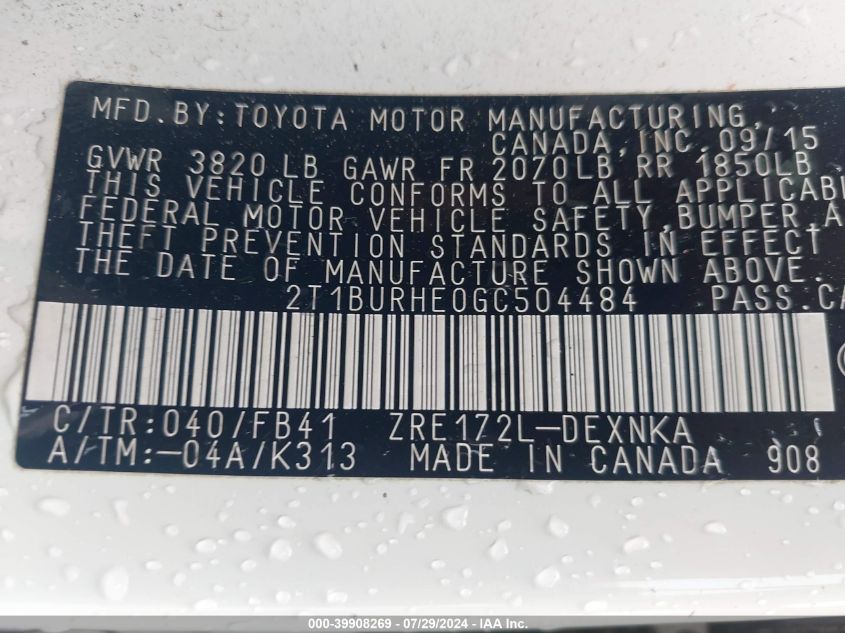 MFD.BY:TOYOTA MOTOR MANUFACTURING,
CANADA,INC.09/15
GVWR 3820 LB GAWR FR 2070LB RR 1850LB
THIS VEHICLE CONFORMS TO ALL APPLICABL
FEDERAL MOTOR VEHICLE SAFETY,BUMPER A
THEFT PREVENTION STANDARDS IN EFFECT
THE DATE OF MANUFACTURE SHOWN ABOVE.
2T1BURHE0GC504484 PASS.CA
C/TR:040/FB41 ZRE172L-DEXNKA
A/TM:-04A/K313 MADE IN CANADA 908
000-39908269 - 07/29/2024 - IAA Inc.